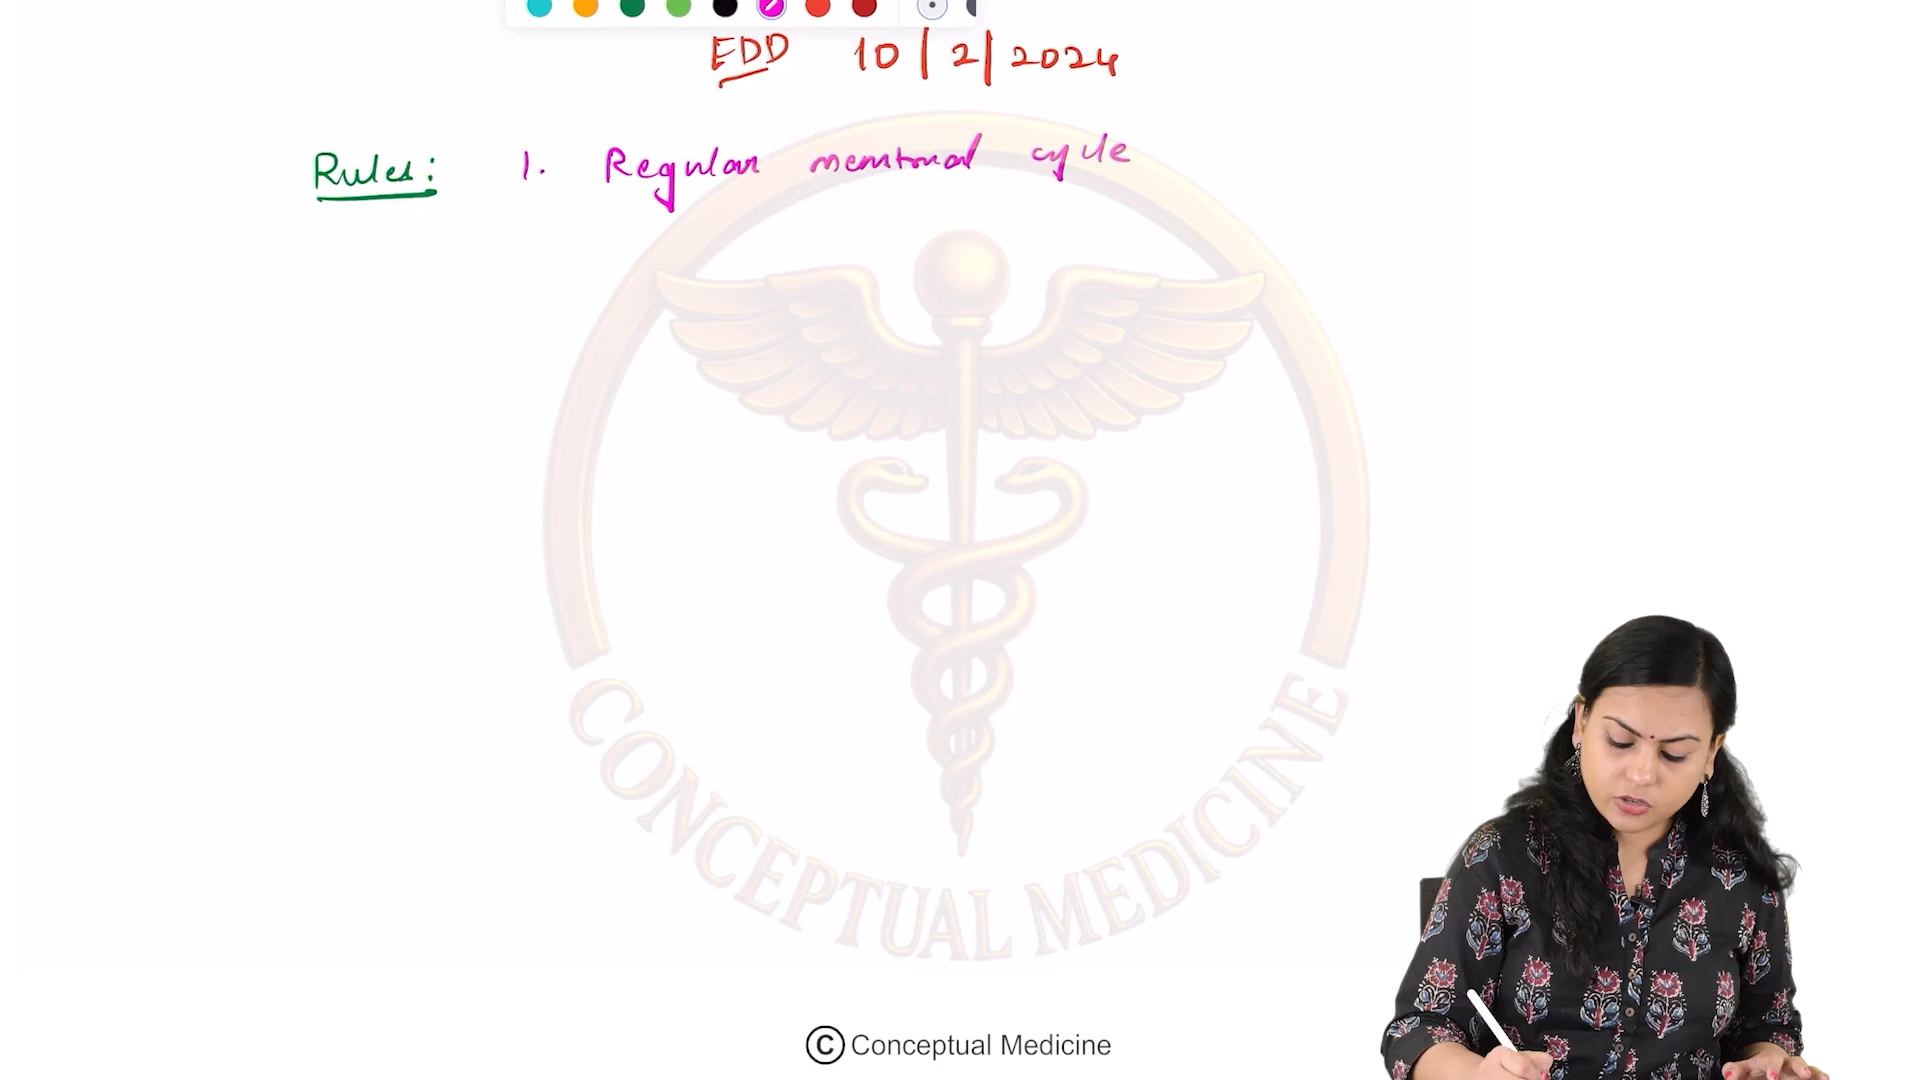 EDD 10/2/2024
Rules: 1. Regular menstrual cycle
CONCEPTUAL MEDICINE
© Conceptual Medicine